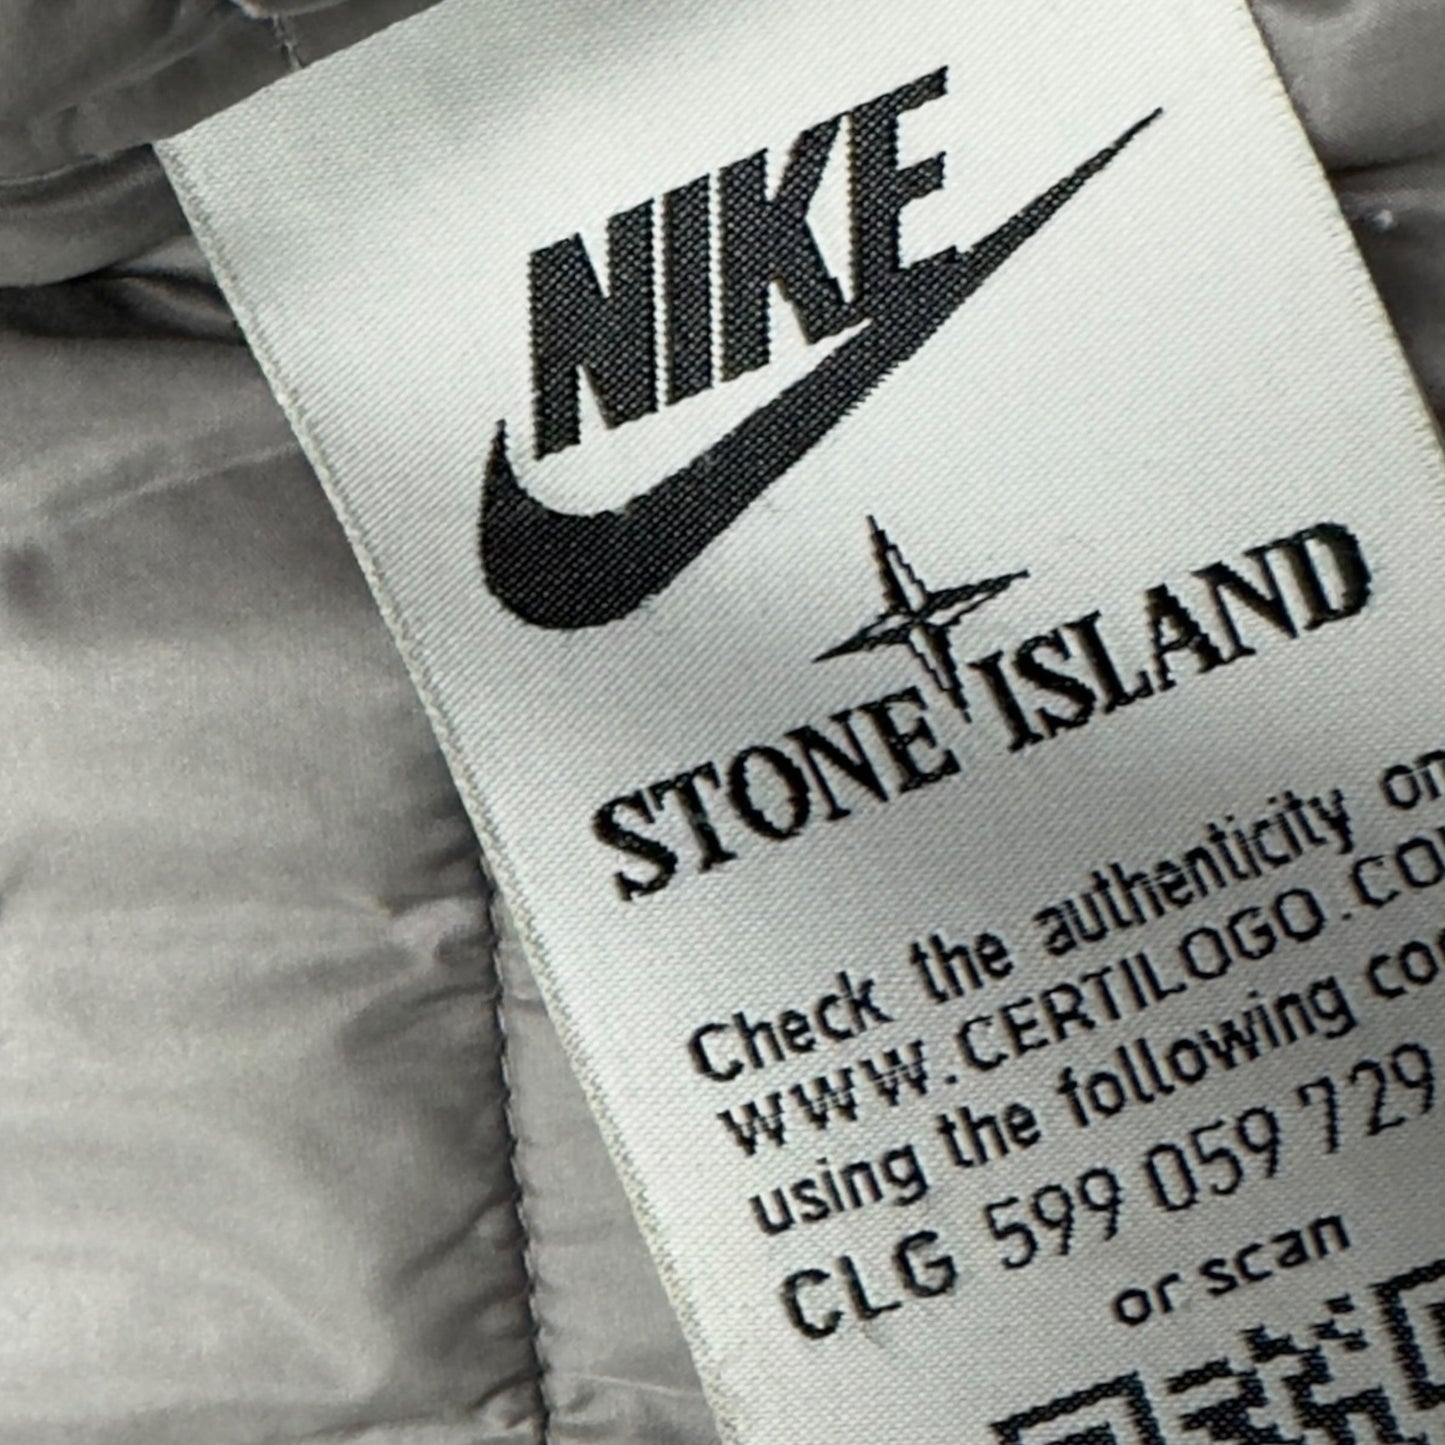 NIKE
STONE ISLAND
Check the authenticity on
WWW.CERTILOGO.CO
using the following co
CLG 599 059 729
or scan